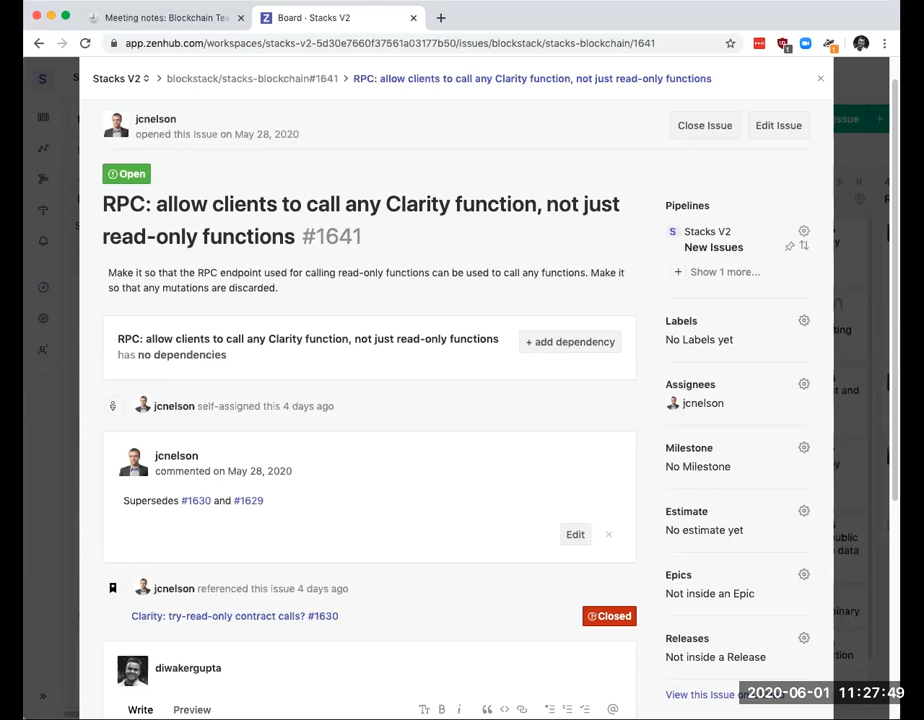 Meeting notes: Blockchain Tea
Board · Stacks V2
app.zenhub.com/workspaces/stacks-v2-5d30e7660f37561a03177b50/issues/blockstack/stacks-blockchain/1641
Stacks V2
blockstack/stacks-blockchain#1641
RPC: allow clients to call any Clarity function, not just read-only functions
jcnelson
opened this Issue on May 28, 2020
Close Issue
Edit Issue
Issue
Open
RPC: allow clients to call any Clarity function, not just
read-only functions #1641
Make it so that the RPC endpoint used for calling read-only functions can be used to call any functions. Make it
so that any mutations are discarded.
RPC: allow clients to call any Clarity function, not just read-only functions
has no dependencies
+ add dependency
jcnelson self-assigned this 4 days ago
jcnelson
commented on May 28, 2020
Supersedes #1630 and #1629
Edit
jcnelson referenced this issue 4 days ago
Clarity: try-read-only contract calls? #1630
Closed
diwakergupta
Write
Preview
Pipelines
S Stacks V2
New Issues
+ Show 1 more...
Labels
No Labels yet
Assignees
jcnelson
Milestone
No Milestone
Estimate
No estimate yet
Epics
Not inside an Epic
Releases
Not inside a Release
View this Issue on
2020-06-01 11:27:49